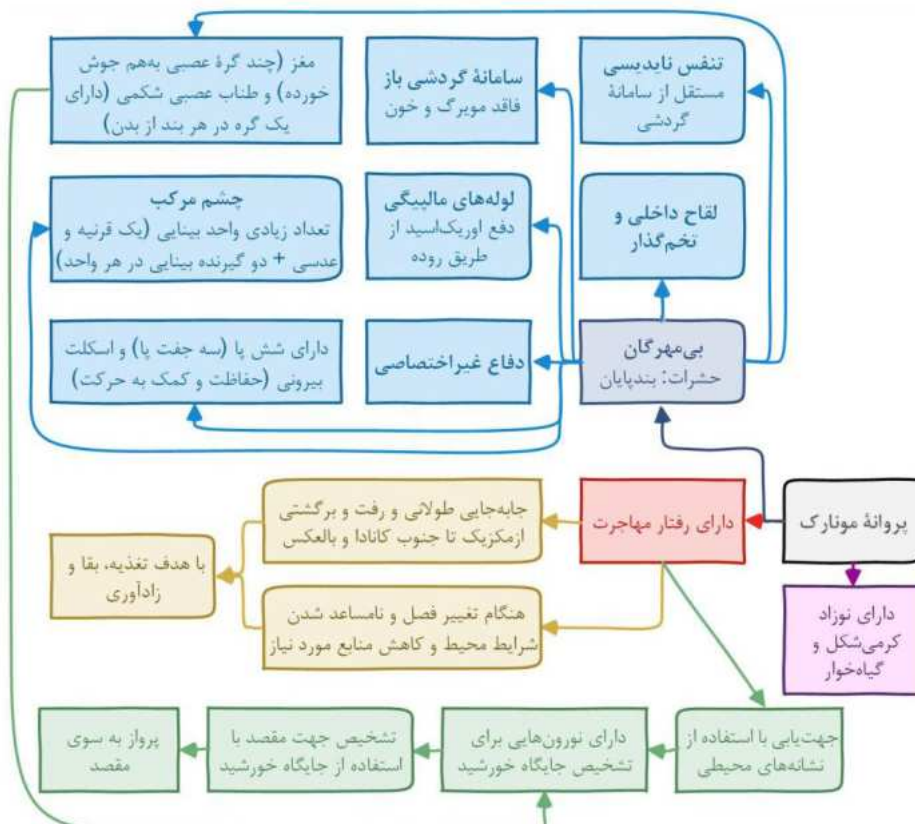 تنفس نایدیسی
مستقل از سامانهٔ
گردشی
سامانهٔ گردشی باز
فاقد مویرگ و خون
مغز (چند گرهٔ عصبی به‌هم جوش
خورده) و طناب عصبی شکمی (دارای
یک گره در هر بند از بدن)
لقاح داخلی و
تخم‌گذار
لوله‌های مالپیگی
دفع اوریک‌اسید از
طریق روده
چشم مرکب
تعداد زیادی واحد بینایی (یک قرنیه و
عدسی + دو گیرنده بینایی در هر واحد)
بی‌مهرگان
حشرات: بندپایان
دفاع غیراختصاصی
دارای شش پا (سه جفت پا) و اسکلت
بیرونی (حفاظت و کمک به حرکت)
پروانهٔ مونارک
دارای رفتار مهاجرت
جابه‌جایی طولانی و رفت و برگشتی
ازمکزیک تا جنوب کانادا و بالعکس
با هدف تغذیه، بقا و
زادآوری
هنگام تغییر فصل و نامساعد شدن
شرایط محیط و کاهش منابع مورد نیاز
دارای نوزاد
کرمی‌شکل و
گیاه‌خوار
جهت‌یابی با استفاده از
نشانه‌های محیطی
دارای نورون‌هایی برای
تشخیص جایگاه خورشید
تشخیص جهت مقصد با
استفاده از جایگاه خورشید
پرواز به سوی
مقصد